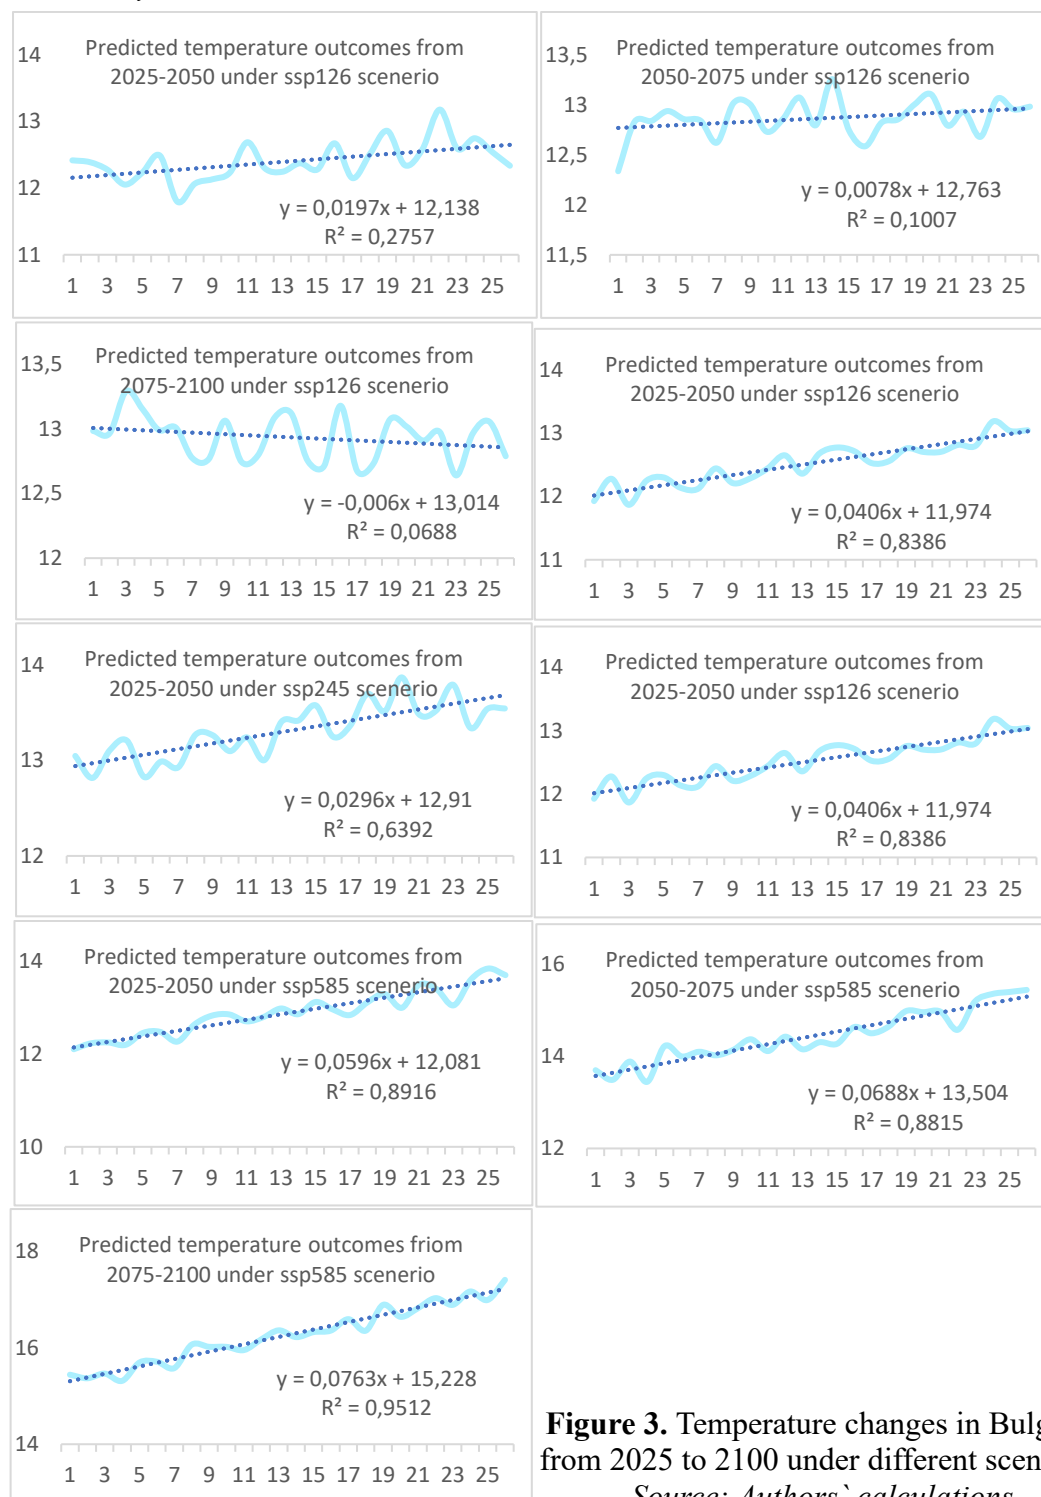 Predicted temperature outcomes from
2025-2050 under ssp126 scenerio
14
13
12
11
y = 0,0197x + 12,138
R² = 0,2757
1 3 5 7 9 11 13 15 17 19 21 23 25
Predicted temperature outcomes from
2050-2075 under ssp126 scenerio
13,5
13
12,5
12
11,5
y = 0,0078x + 12,763
R² = 0,1007
1 3 5 7 9 11 13 15 17 19 21 23 25
Predicted temperature outcomes from
2075-2100 under ssp126 scenerio
13,5
13
12,5
12
y = -0,006x + 13,014
R² = 0,0688
1 3 5 7 9 11 13 15 17 19 21 23 25
Predicted temperature outcomes from
2025-2050 under ssp126 scenerio
14
13
12
11
y = 0,0406x + 11,974
R² = 0,8386
1 3 5 7 9 11 13 15 17 19 21 23 25
Predicted temperature outcomes from
2025-2050 under ssp245 scenerio
14
13
12
y = 0,0296x + 12,91
R² = 0,6392
1 3 5 7 9 11 13 15 17 19 21 23 25
Predicted temperature outcomes from
2025-2050 under ssp126 scenerio
14
13
12
11
y = 0,0406x + 11,974
R² = 0,8386
1 3 5 7 9 11 13 15 17 19 21 23 25
Predicted temperature outcomes from
2025-2050 under ssp585 scenerio
14
12
10
y = 0,0596x + 12,081
R² = 0,8916
1 3 5 7 9 11 13 15 17 19 21 23 25
Predicted temperature outcomes from
2050-2075 under ssp585 scenerio
16
14
12
y = 0,0688x + 13,504
R² = 0,8815
1 3 5 7 9 11 13 15 17 19 21 23 25
Predicted temperature outcomes friom
2075-2100 under ssp585 scenerio
18
16
14
y = 0,0763x + 15,228
R² = 0,9512
1 3 5 7 9 11 13 15 17 19 21 23 25
Figure 3. Temperature changes in Bulg
from 2025 to 2100 under different scen
Source: Authors` calculations